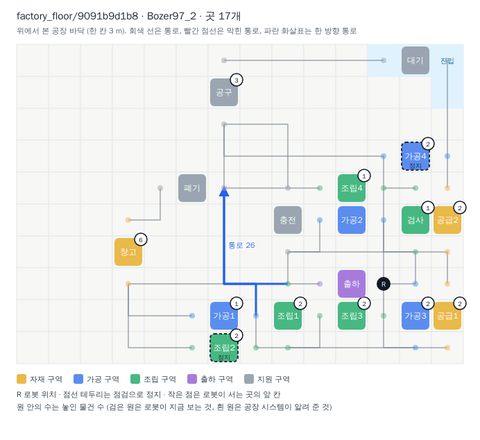 factory_floor/9091b9d1b8 · Bozer97_2 · 곳 17개
위에서 본 공장 바닥 (한 칸 3 m). 회색 선은 통로, 빨간 점선은 막힌 통로, 파란 화살표는 한 방향 통로
대기
진입
공구 3
가공4 2
정지
폐기
조립4 1
충전
가공2
검사 1
공급2 2
통로 26
창고 6
출하
R
가공1 1
조립1 2
조립3 2
가공3 2
공급1 2
조립2 2
정지
자재 구역
가공 구역
조립 구역
출하 구역
지원 구역
R 로봇 위치 · 점선 테두리는 점검으로 정지 · 작은 점은 로봇이 서는 곳의 앞 칸
원 안의 수는 놓인 물건 수 (검은 원은 로봇이 지금 보는 것, 흰 원은 공장 시스템이 알려 준 것)